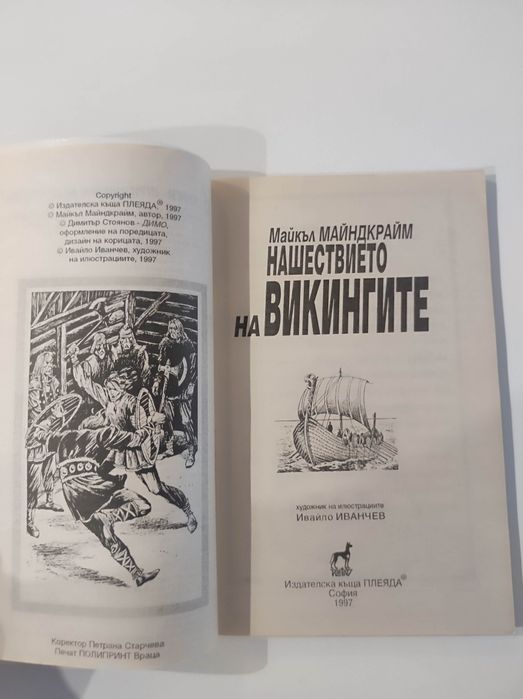 Copyright
© Издателска къща ПЛЕЯДА® 1997
© Майкъл Майндкрайм, автор, 1997
© Димитър Стоянов - ДИМО,
оформление на поредицата,
дизайн на корицата, 1997
© Ивайло Иванчев, художник
на илюстрациите, 1997
Коректор Петрана Старчева
Печат ПОЛИПРИНТ Враца
Майкъл МАЙНДКРАЙМ
НАШЕСТВИЕТО
НА ВИКИНГИТЕ
художник на илюстрациите
Ивайло ИВАНЧЕВ
Издателска къща ПЛЕЯДА®
София
1997